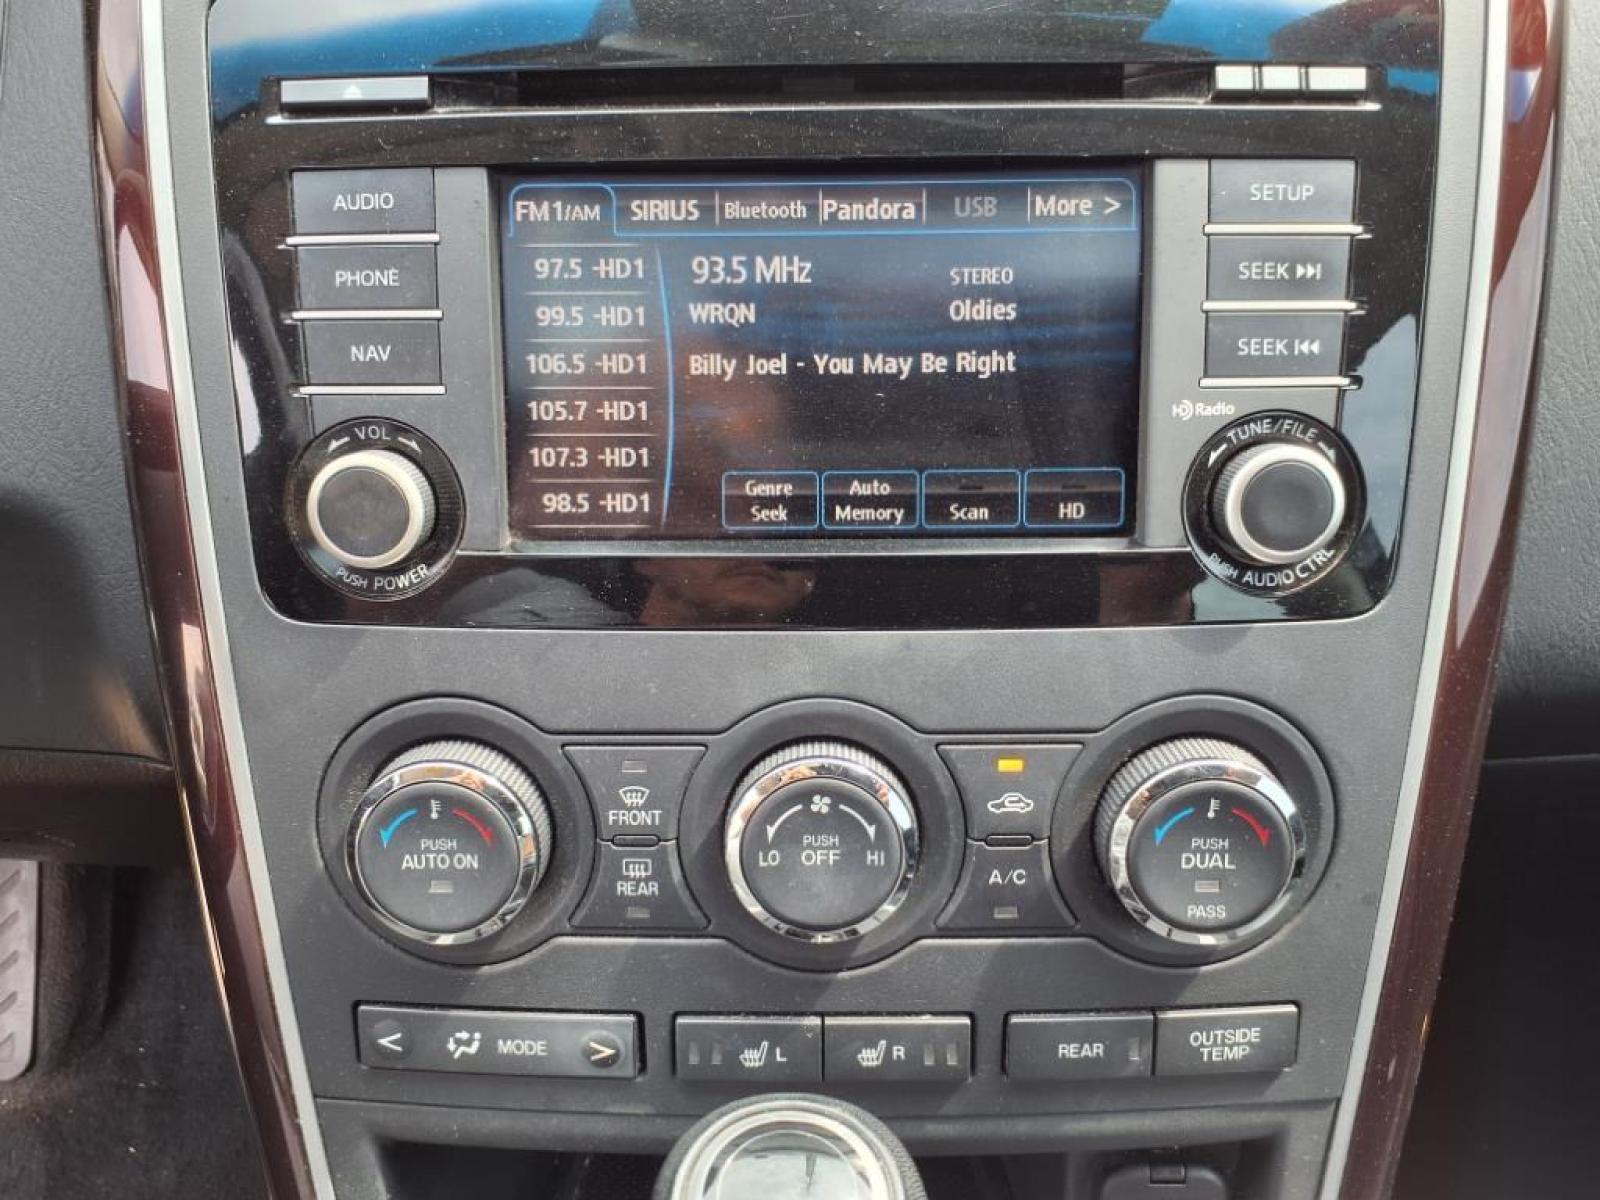 AUDIO
PHONE
NAV
VOL
PUSH POWER
FM1/AM SIRIUS Bluetooth Pandora USB More >
97.5 -HD1
99.5 -HD1
106.5 -HD1
105.7 -HD1
107.3 -HD1
98.5 -HD1
93.5 MHz STEREO
WRQN Oldies
Billy Joel - You May Be Right
Genre Seek
Auto Memory
Scan
HD
SETUP
SEEK
SEEK
HD Radio
TUNE/FILE
PUSH AUDIO CTRL
PUSH
AUTO ON
FRONT
REAR
PUSH
LO OFF HI
A/C
PUSH
DUAL
PASS
< MODE >
L
R
REAR
OUTSIDE
TEMP